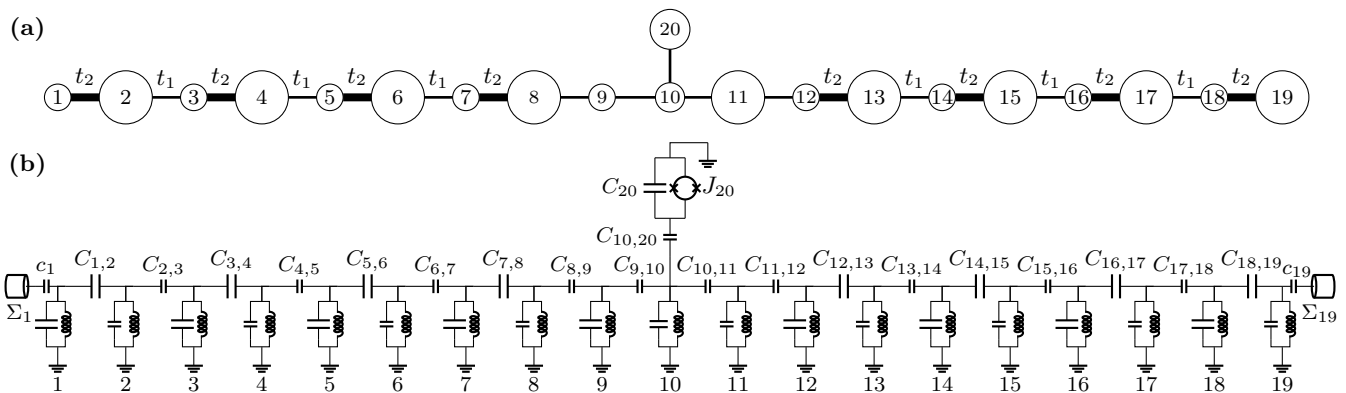 (a)
20
t₂ t₁ t₂ t₁ t₂ t₁ t₂ t₂ t₁ t₂ t₁ t₂ t₁ t₂
1 2 3 4 5 6 7 8 9 10 11 12 13 14 15 16 17 18 19
(b)
C₂₀ J₂₀
C₁₀,₂₀
c₁ C₁,₂ C₂,₃ C₃,₄ C₄,₅ C₅,₆ C₆,₇ C₇,₈ C₈,₉ C₉,₁₀ C₁₀,₁₁ C₁₁,₁₂ C₁₂,₁₃ C₁₃,₁₄ C₁₄,₁₅ C₁₅,₁₆ C₁₆,₁₇ C₁₇,₁₈ C₁₈,₁₉ c₁₉
Σ₁ Σ₁₉
1 2 3 4 5 6 7 8 9 10 11 12 13 14 15 16 17 18 19